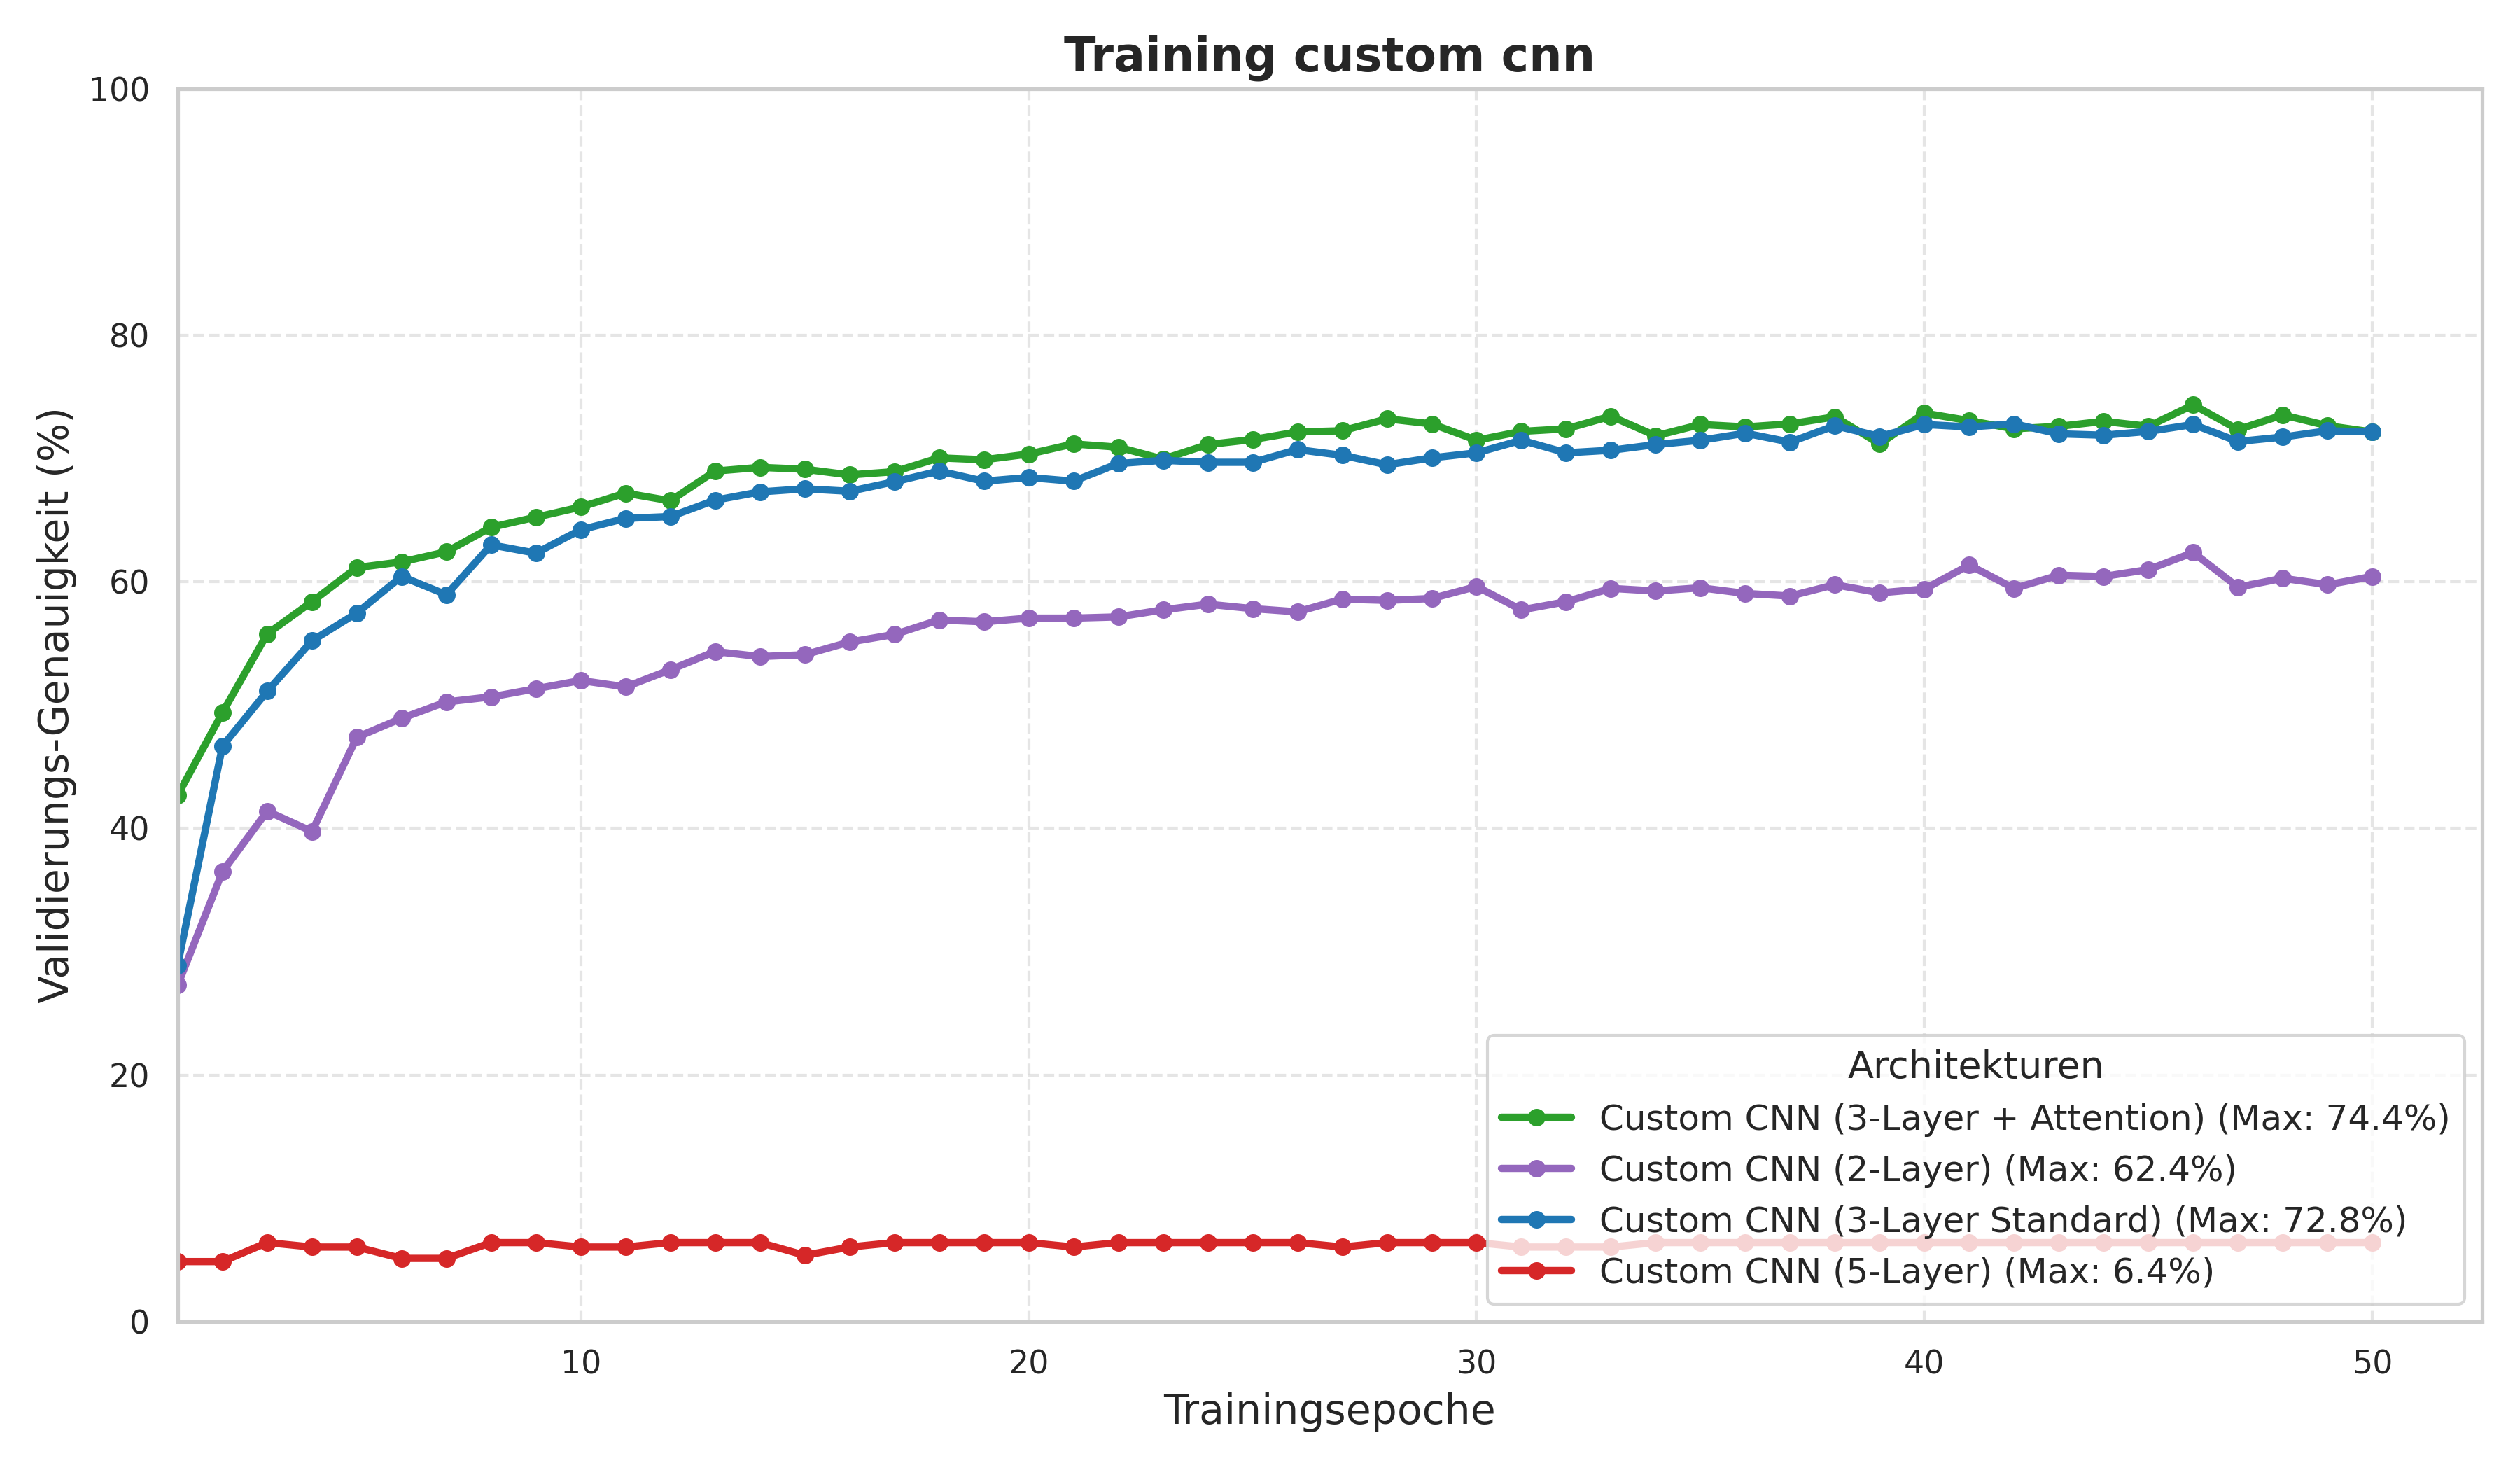 Training custom cnn
Validierungs-Genauigkeit (%)
100
80
60
40
20
0
Architekturen
Custom CNN (3-Layer + Attention) (Max: 74.4%)
Custom CNN (2-Layer) (Max: 62.4%)
Custom CNN (3-Layer Standard) (Max: 72.8%)
Custom CNN (5-Layer) (Max: 6.4%)
10 20 30 40 50
Trainingsepoche